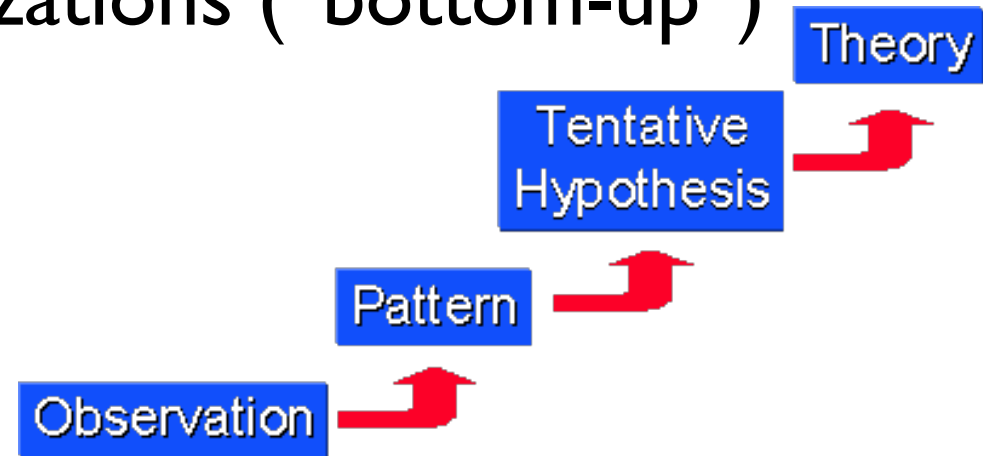 zations ("bottom-up")
Theory
Tentative
Hypothesis
Pattern
Observation